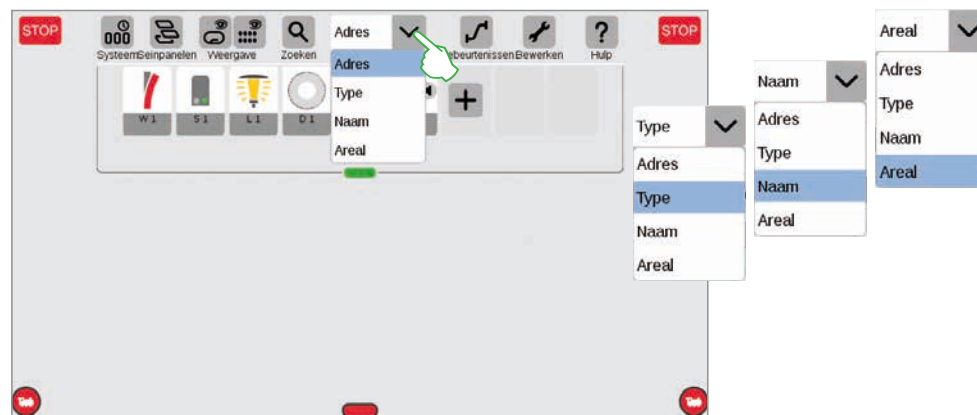 STOP
Adres
STOP
Systeem Seinpanelen Weergave Zoeken ebeurtenissen Bewerken Hulp
W 1 S 1 L 1 D 1
Adres
Type
Naam
Areal
Type
Adres
Type
Naam
Areal
Naam
Adres
Type
Naam
Areal
Areal
Adres
Type
Naam
Areal